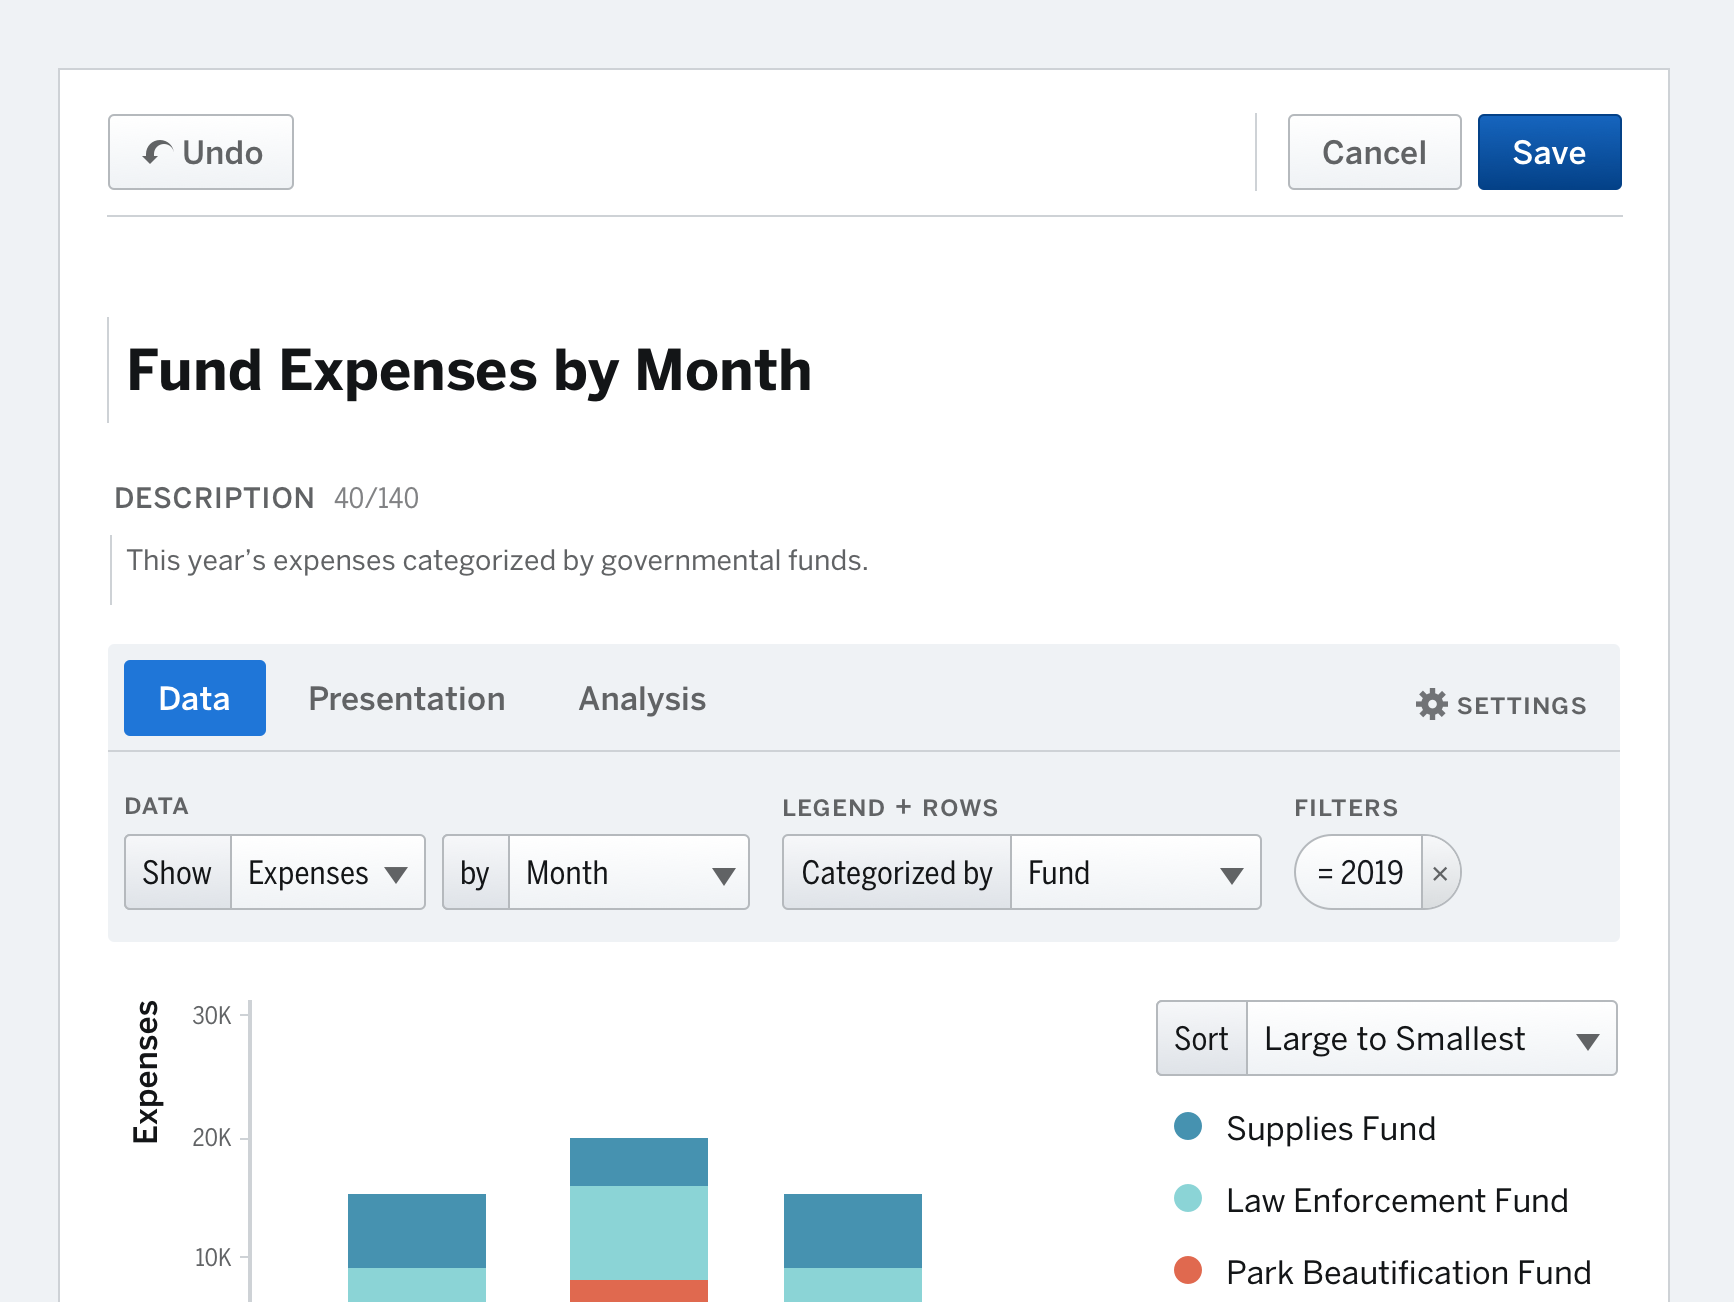 Undo
Cancel
Save
Fund Expenses by Month
DESCRIPTION 40/140
This year’s expenses categorized by governmental funds.
Data
Presentation
Analysis
SETTINGS
DATA
LEGEND + ROWS
FILTERS
Show
Expenses
by
Month
Categorized by
Fund
= 2019
×
Expenses
30K
20K
10K
Sort
Large to Smallest
Supplies Fund
Law Enforcement Fund
Park Beautification Fund